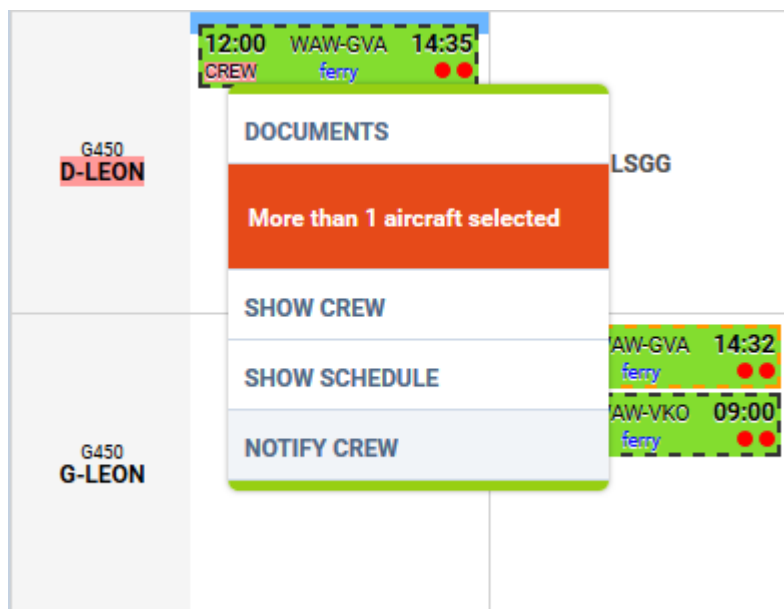 12:00 WAW-GVA 14:35
CREW ferry
G450
D-LEON
DOCUMENTS
More than 1 aircraft selected
SHOW CREW
SHOW SCHEDULE
NOTIFY CREW
LSGG
G450
G-LEON
AW-GVA 14:32
ferry
AW-VKO 09:00
ferry